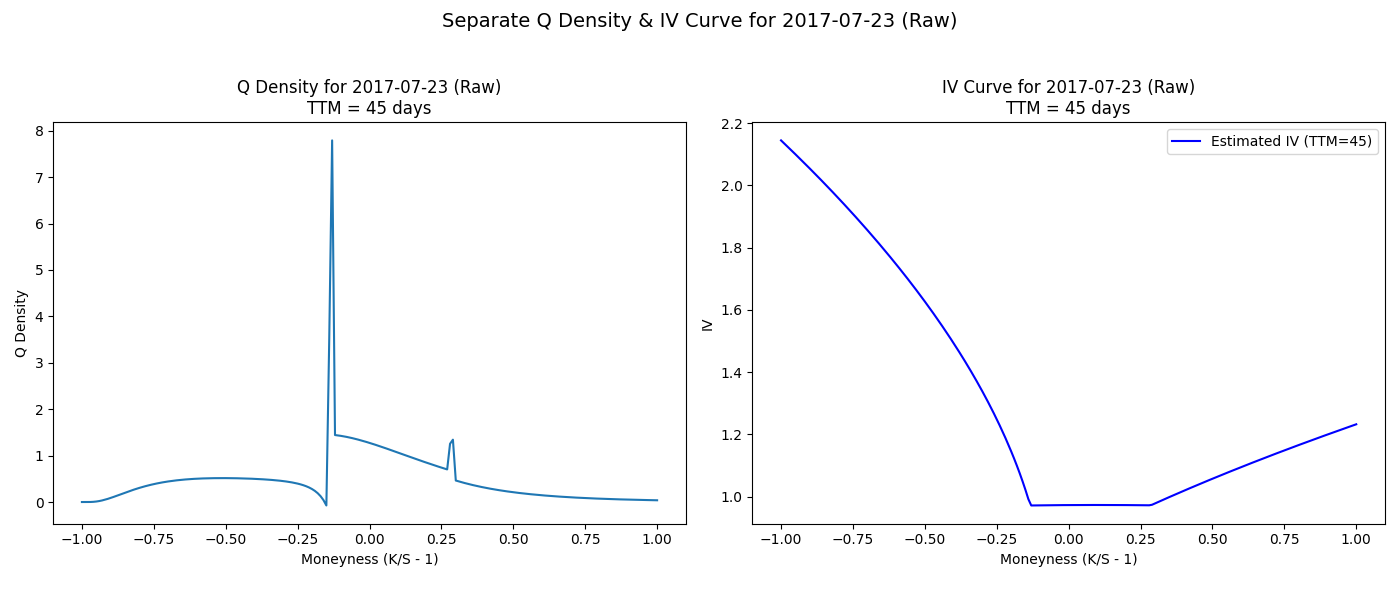 Separate Q Density & IV Curve for 2017-07-23 (Raw)
Q Density for 2017-07-23 (Raw)
TTM = 45 days
8
7
6
5
4
3
2
1
0
Q Density
−1.00 −0.75 −0.50 −0.25 0.00 0.25 0.50 0.75 1.00
Moneyness (K/S - 1)
IV Curve for 2017-07-23 (Raw)
TTM = 45 days
Estimated IV (TTM=45)
2.2
2.0
1.8
1.6
1.4
1.2
1.0
IV
−1.00 −0.75 −0.50 −0.25 0.00 0.25 0.50 0.75 1.00
Moneyness (K/S - 1)